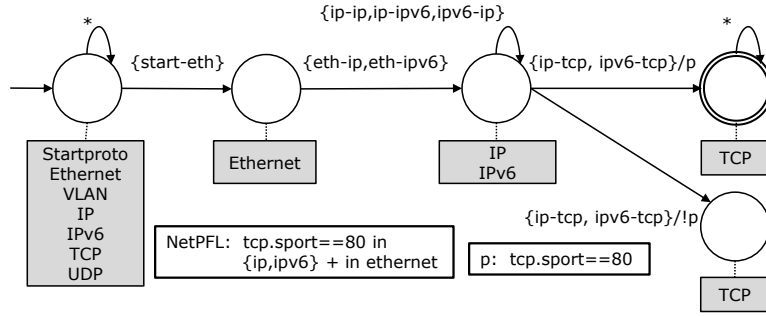 {ip-ip,ip-ipv6,ipv6-ip}
*
*
{start-eth}
{eth-ip,eth-ipv6}
{ip-tcp, ipv6-tcp}/p
Startproto
Ethernet
VLAN
IP
IPv6
TCP
UDP
Ethernet
IP
IPv6
TCP
NetPFL: tcp.sport==80 in
{ip,ipv6} + in ethernet
p: tcp.sport==80
{ip-tcp, ipv6-tcp}/!p
TCP